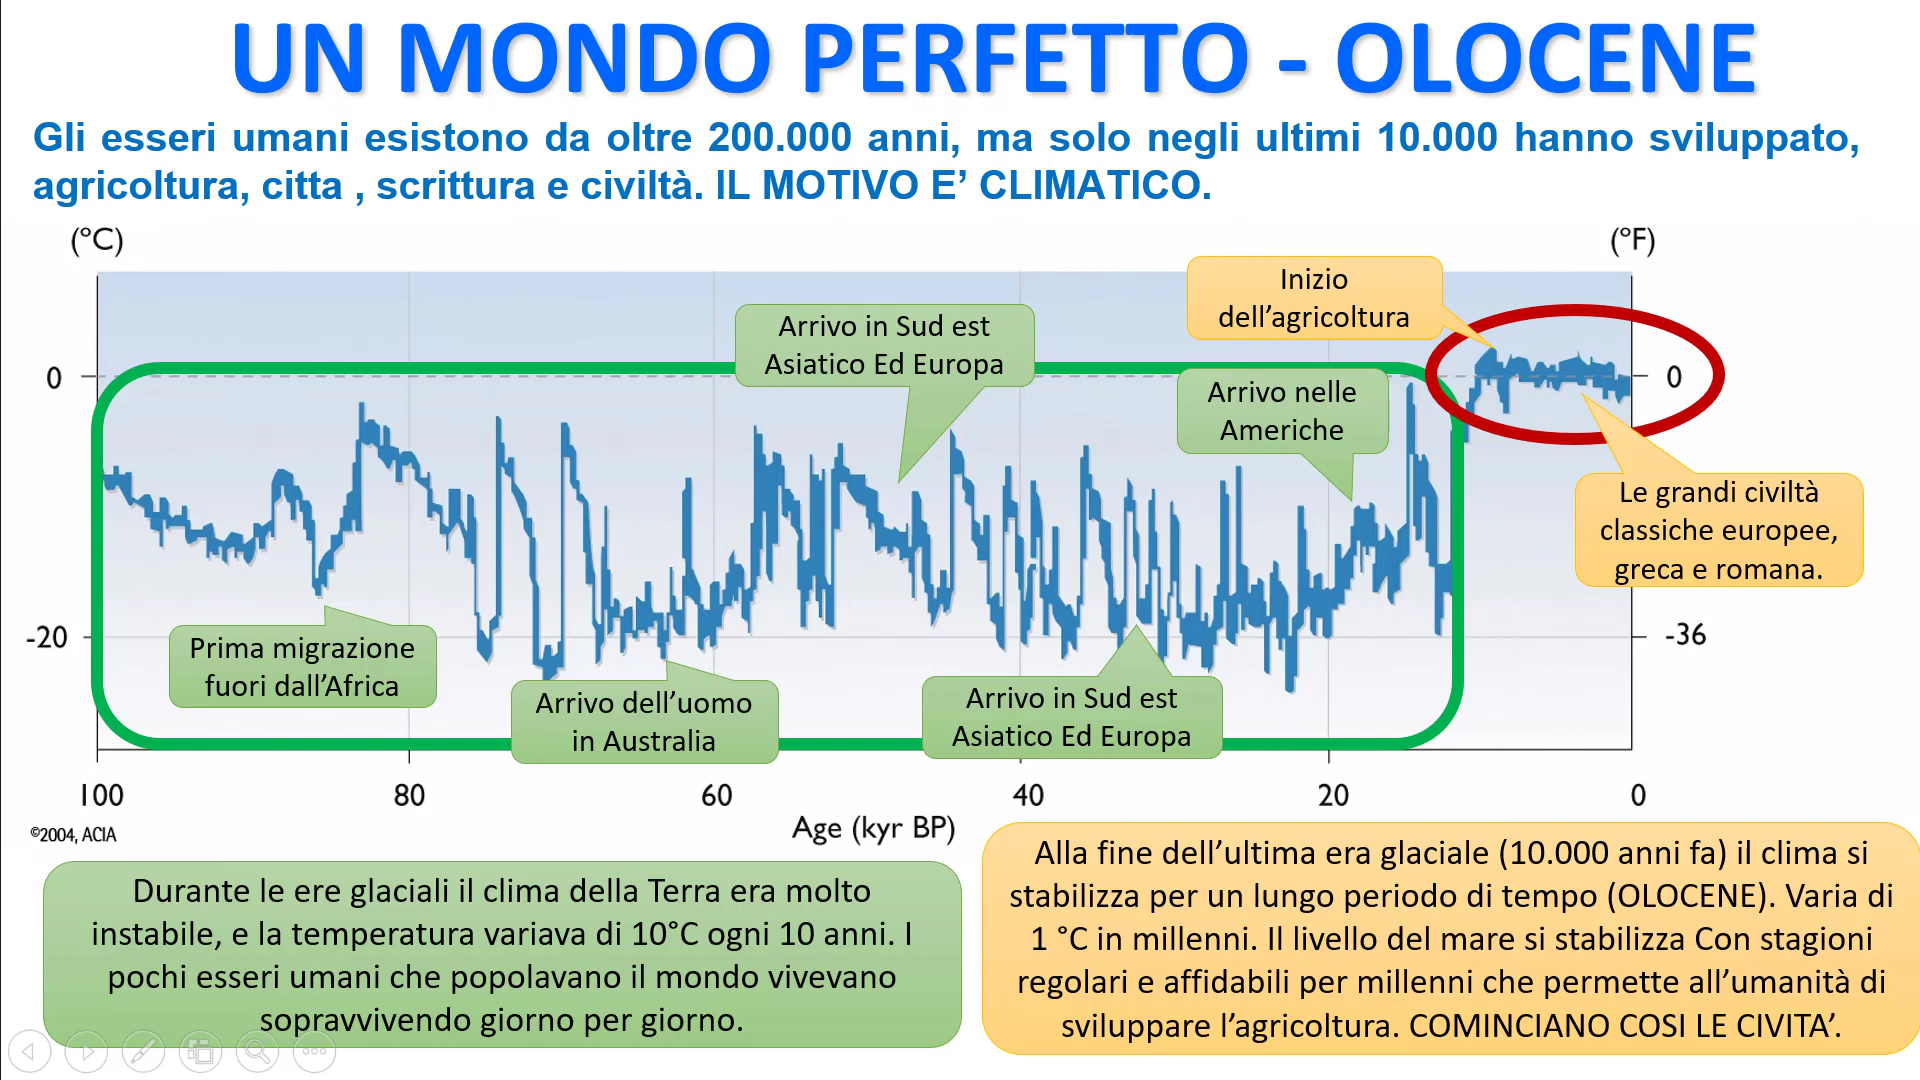 UN MONDO PERFETTO - OLOCENE
Gli esseri umani esistono da oltre 200.000 anni, ma solo negli ultimi 10.000 hanno sviluppato,
agricoltura, citta , scrittura e civiltà. IL MOTIVO E’ CLIMATICO.
(°C)
(°F)
Inizio
dell’agricoltura
Arrivo in Sud est
Asiatico Ed Europa
0
0
Arrivo nelle
Americhe
Le grandi civiltà
classiche europee,
greca e romana.
-20
-36
Prima migrazione
fuori dall’Africa
Arrivo dell’uomo
in Australia
Arrivo in Sud est
Asiatico Ed Europa
100
80
60
40
20
0
©2004, ACIA
Age (kyr BP)
Durante le ere glaciali il clima della Terra era molto
instabile, e la temperatura variava di 10°C ogni 10 anni. I
pochi esseri umani che popolavano il mondo vivevano
sopravvivendo giorno per giorno.
Alla fine dell’ultima era glaciale (10.000 anni fa) il clima si
stabilizza per un lungo periodo di tempo (OLOCENE). Varia di
1 °C in millenni. Il livello del mare si stabilizza Con stagioni
regolari e affidabili per millenni che permette all’umanità di
sviluppare l’agricoltura. COMINCIANO COSI LE CIVITA’.